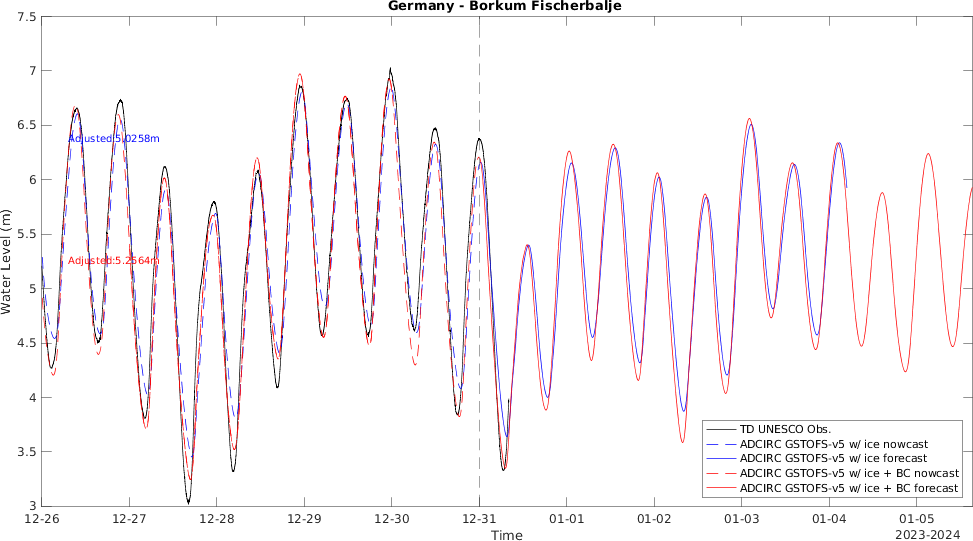 Germany - Borkum Fischerbalje
7.5
7
6.5
6
5.5
5
4.5
4
3.5
3
Water Level (m)
Adjusted:5.0258m
Adjusted:5.2564m
TD UNESCO Obs.
ADCIRC GSTOFS-v5 w/ ice nowcast
ADCIRC GSTOFS-v5 w/ ice forecast
ADCIRC GSTOFS-v5 w/ ice + BC nowcast
ADCIRC GSTOFS-v5 w/ ice + BC forecast
12-26 12-27 12-28 12-29 12-30 12-31 01-01 01-02 01-03 01-04 01-05
Time
2023-2024